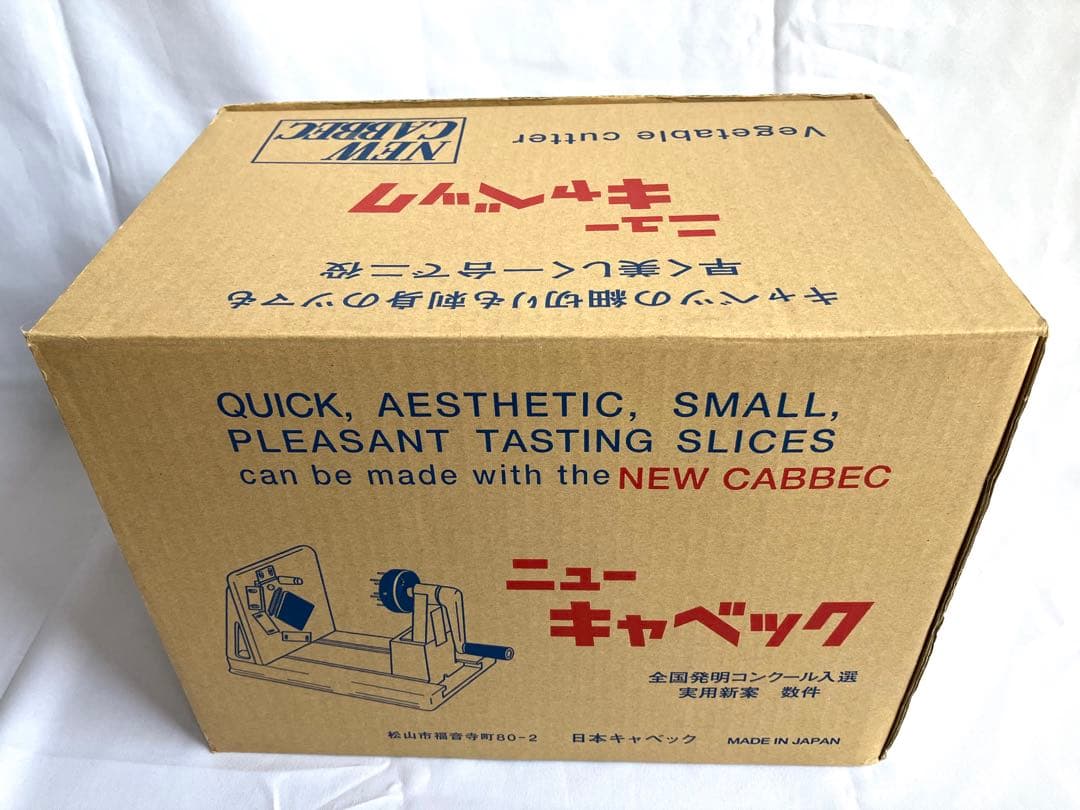 キャベツの細切りも刺身のツマも
早く美しく一台で二役
ニュー
キャベック
Vegetable cutter
NEW
CABBEC
QUICK, AESTHETIC, SMALL,
PLEASANT TASTING SLICES
can be made with the NEW CABBEC
ニュー
キャベック
全国発明コンクール入選
実用新案 数件
松山市福音寺町80-2 日本キャベック MADE IN JAPAN